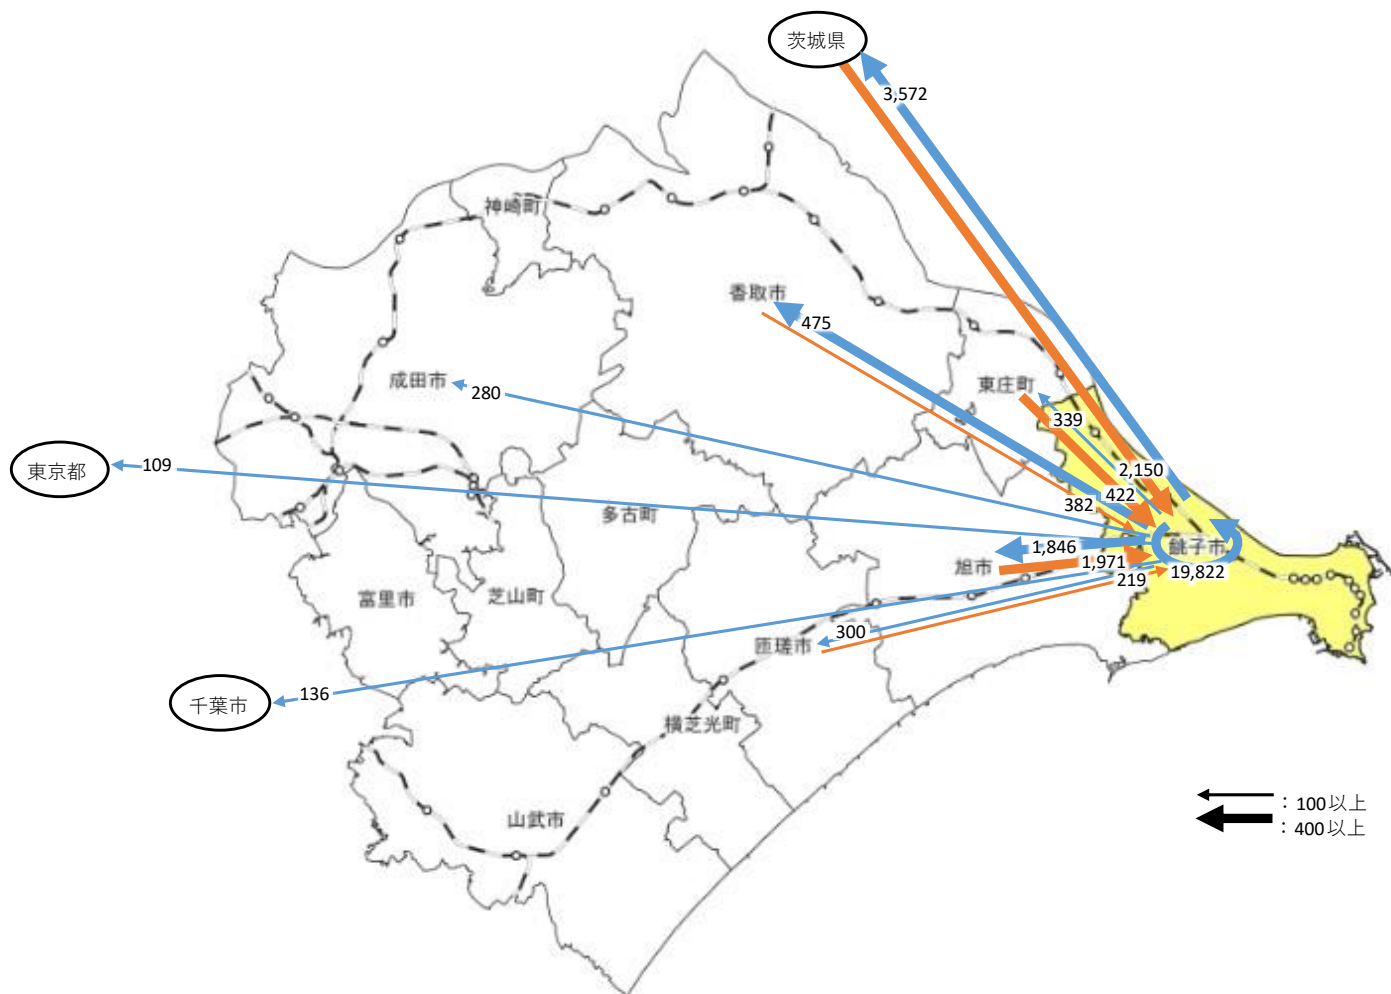 茨城県
3,572
神崎町
香取市
475
成田市
280
東庄町
339
東京都
109
2,150
422
382
多古町
1,846
旭市
1,971
219
銚子市
19,822
富里市
芝山町
300
匝瑳市
千葉市
136
横芝光町
山武市
：100以上
：400以上